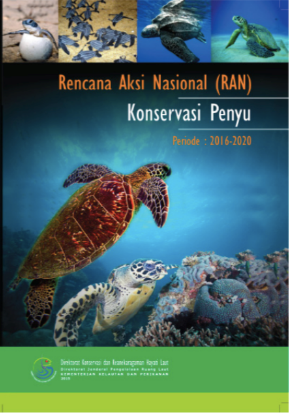 Rencana Aksi Nasional (RAN)
Konservasi Penyu
Periode : 2016-2020
Direktorat Konservasi dan Keanekaragaman Hayati Laut
Direktorat Jenderal Pengelolaan Ruang Laut
KEMENTERIAN KELAUTAN DAN PERIKANAN